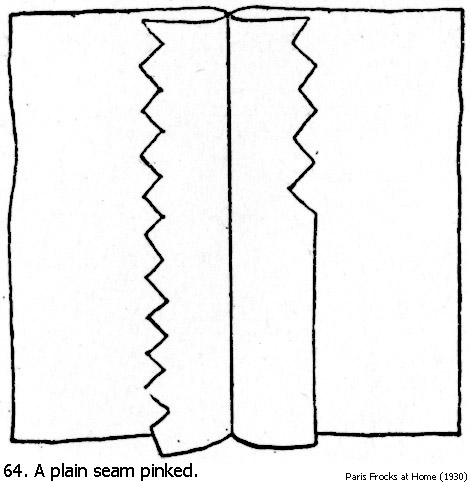 64. A plain seam pinked.
Paris Frocks at Home (1930)